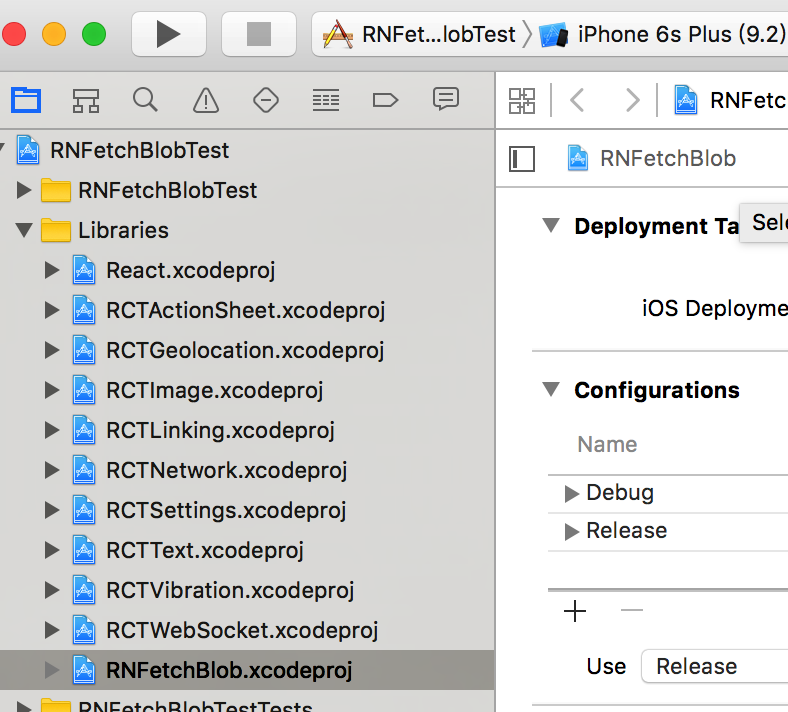 RNFet...lobTest
iPhone 6s Plus (9.2)
RNFetc
RNFetchBlobTest
RNFetchBlobTest
Libraries
React.xcodeproj
RCTActionSheet.xcodeproj
RCTGeolocation.xcodeproj
RCTImage.xcodeproj
RCTLinking.xcodeproj
RCTNetwork.xcodeproj
RCTSettings.xcodeproj
RCTText.xcodeproj
RCTVibration.xcodeproj
RCTWebSocket.xcodeproj
RNFetchBlob.xcodeproj
RNFetchBlobTestTests
RNFetchBlob
Deployment Ta
Sele
iOS Deployme
Configurations
Name
Debug
Release
Use Release